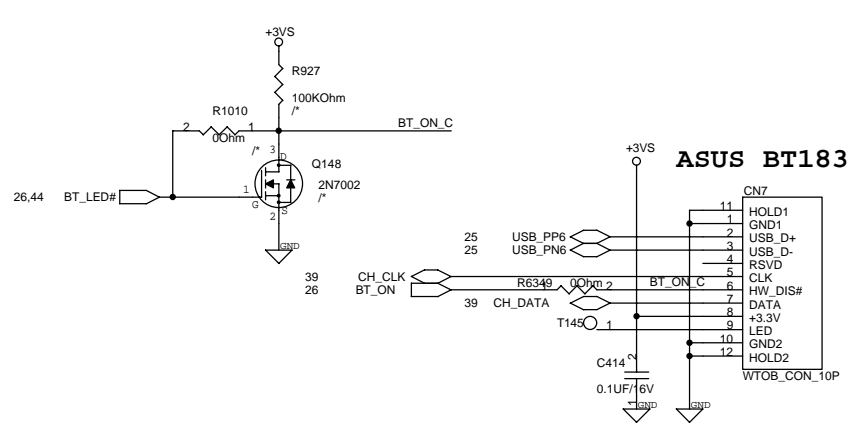 +3VS
R927
100KOhm
/*
R1010
2 1
0Ohm
/*
BT_ON_C
3
D
Q148
2N7002
/*
26,44 BT_LED#
1
G
S
2
GND
+3VS
ASUS BT183
CN7
11 HOLD1
1 GND1
25 USB_PP6 2 USB_D+
25 USB_PN6 3 USB_D-
4 RSVD
39 CH_CLK 5 CLK
26 BT_ON R6349 1 0Ohm 2 BT_ON_C 6 HW_DIS#
39 CH_DATA 7 DATA
8 +3.3V
T145 1 9 LED
10 GND2
12 HOLD2
WTOB_CON_10P
C414
2
0.1UF/16V
1
GND
GND